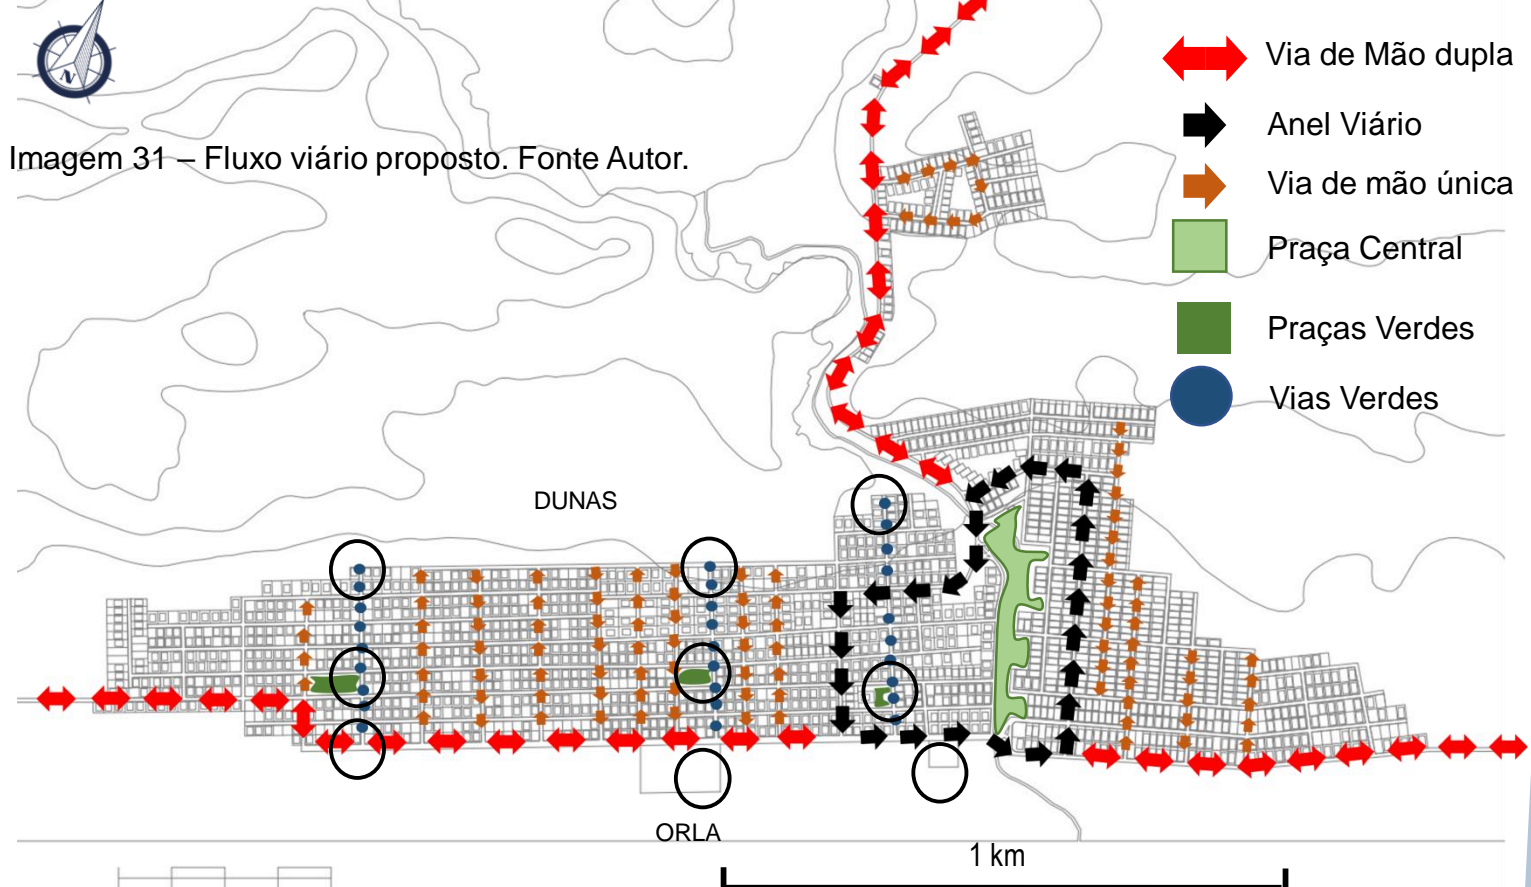 N
Via de Mão dupla
Anel Viário
Imagem 31 – Fluxo viário proposto. Fonte Autor.
Via de mão única
Praça Central
Praças Verdes
Vias Verdes
DUNAS
ORLA
1 km